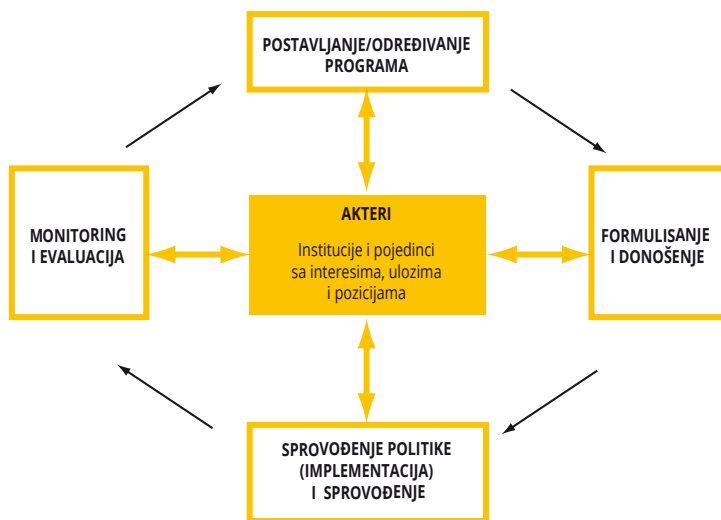 POSTAVLJANJE/ODREĐIVANJE
PROGRAMA
MONITORING
I EVALUACIJA
AKTERI
Institucije i pojedinci
sa interesima, ulozima
i pozicijama
FORMULISANJE
I DONOŠENJE
SPROVOĐENJE POLITIKE
(IMPLEMENTACIJA)
I SPROVOĐENJE